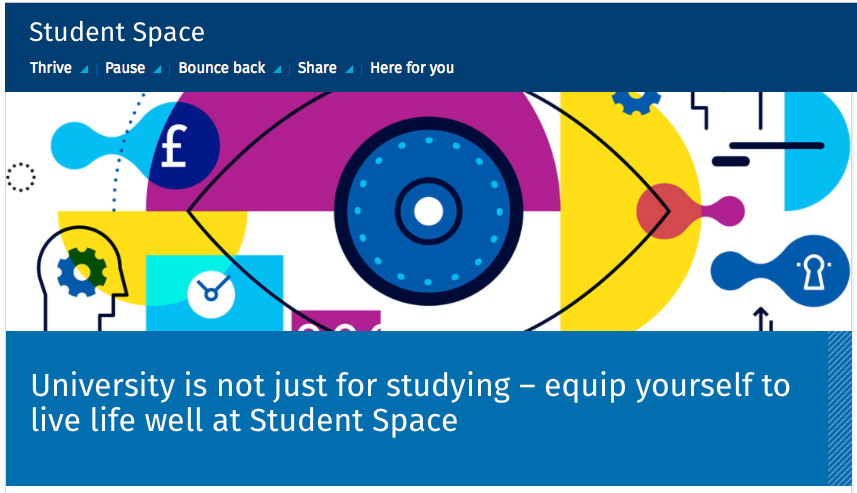 Student Space
Thrive Pause Bounce back Share Here for you
£
University is not just for studying – equip yourself to
live life well at Student Space